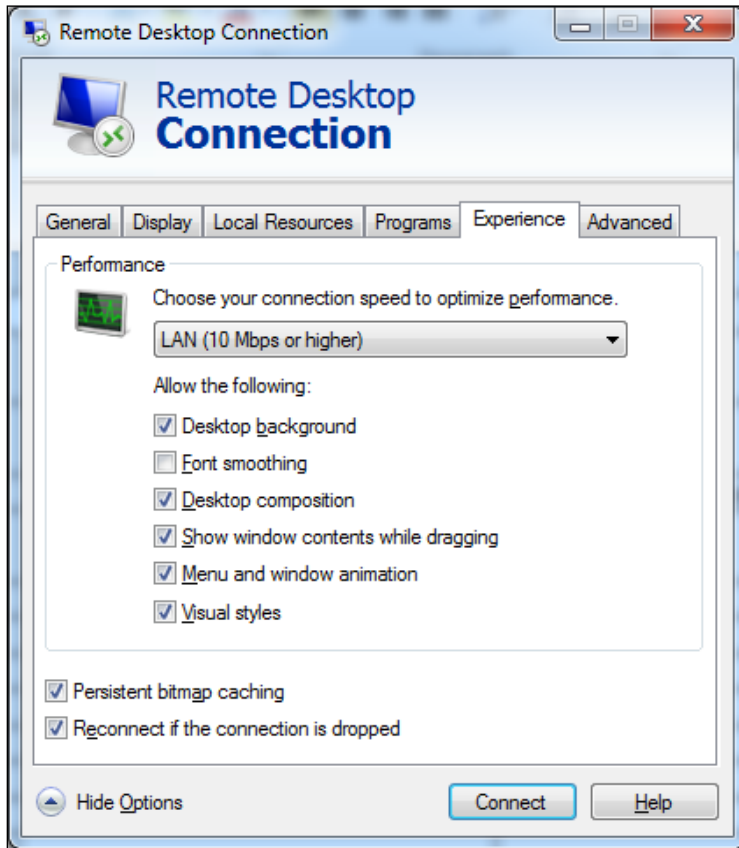 Remote Desktop Connection
Remote Desktop
Connection
General Display Local Resources Programs Experience Advanced
Performance
Choose your connection speed to optimize performance.
LAN (10 Mbps or higher)
Allow the following:
Desktop background
Font smoothing
Desktop composition
Show window contents while dragging
Menu and window animation
Visual styles
Persistent bitmap caching
Reconnect if the connection is dropped
Hide Options Connect Help